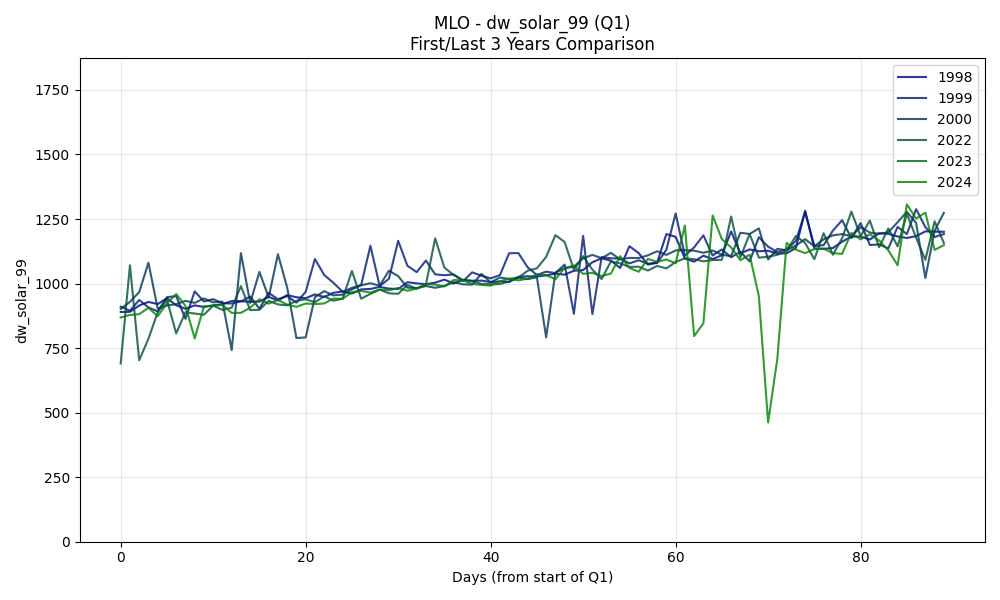 MLO - dw_solar_99 (Q1)
First/Last 3 Years Comparison
1998
1999
2000
2022
2023
2024
1750
1500
1250
1000
750
500
250
0
dw_solar_99
0 20 40 60 80
Days (from start of Q1)